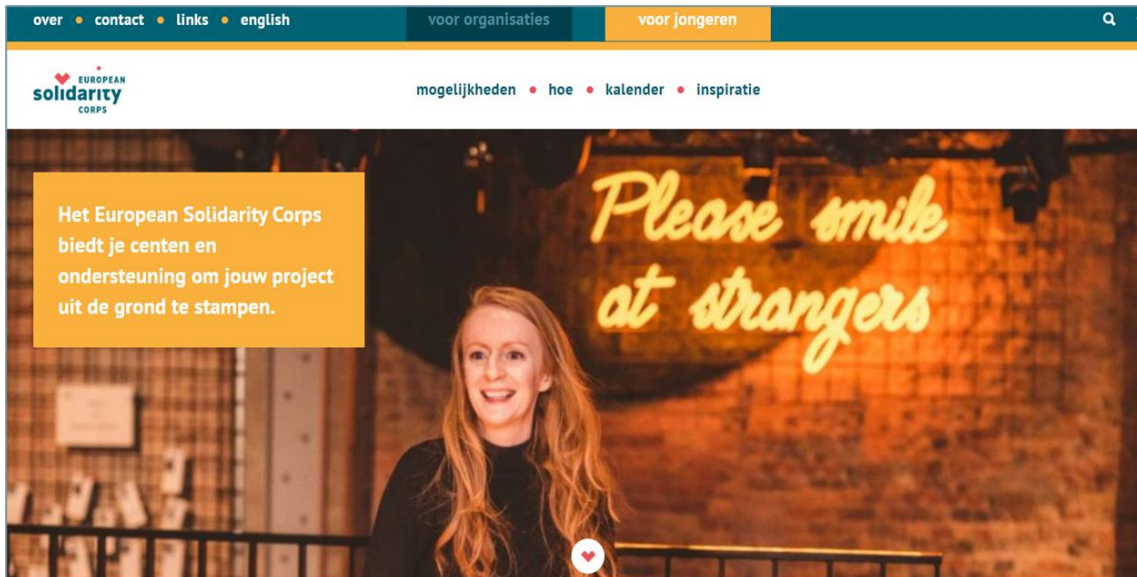 over • contact • links • english
voor organisaties
voor jongeren
EUROPEAN
solidarity
CORPS
mogelijkheden • hoe • kalender • inspiratie
Het European Solidarity Corps
biedt je centen en
ondersteuning om jouw project
uit de grond te stampen.
Please smile
at strangers